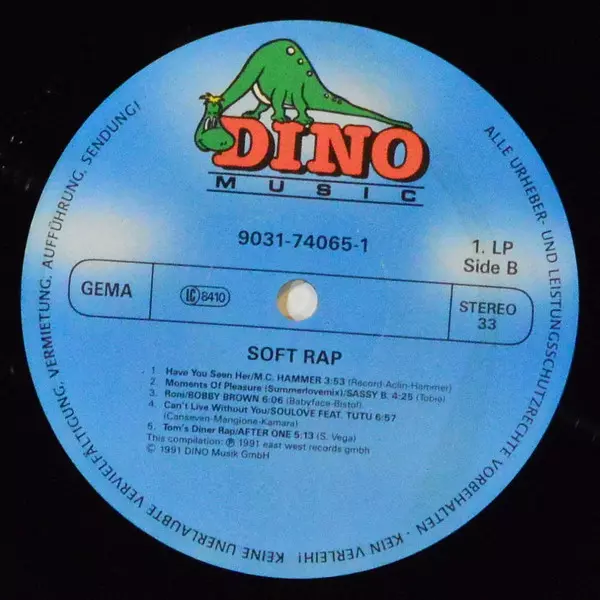 DINO
MUSIC
9031-74065-1
1. LP
Side B
GEMA
LC 8410
STEREO
33
SOFT RAP
1. Have You Seen Her/M.C. HAMMER 3:53 (Record-Aclin-Hammer)
2. Moments Of Pleasure (Summerlovemix)/SASSY B. 4:25 (Tobie)
3. Roni/BOBBY BROWN 6:06 (Babyface-Bistof)
4. Can't Live Without You/SOULOVE FEAT. TUTU 6:57
(Canseven-Mangione-Kamara)
5. Tom's Diner Rap/AFTER ONE 5:13 (S. Vega)
This compilation: ℗ 1991 east west records gmbh
© 1991 DINO Musik GmbH
ALLE URHEBER- UND LEISTUNGSSCHUTZRECHTE VORBEHALTEN - KEIN VERLEIH! KEINE UNERLAUBTE VERVIELFÄLTIGUNG, VERMIETUNG, AUFFÜHRUNG, SENDUNG!